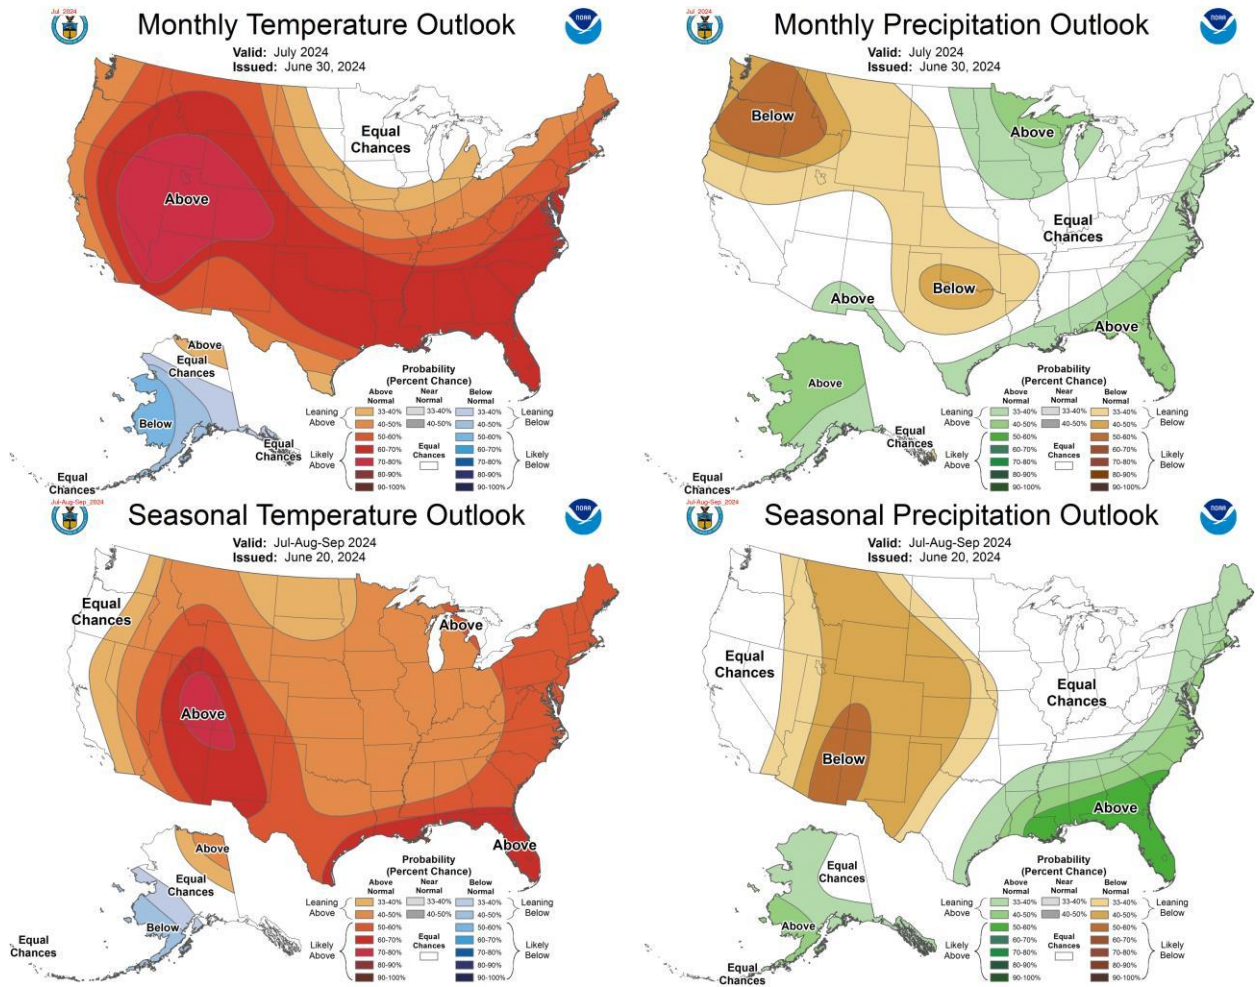 Jul_2024
Monthly Temperature Outlook
Valid: July 2024
Issued: June 30, 2024
NOAA
Equal
Chances
Above
Above
Equal
Chances
Below
Equal
Chances
Equal
Chances
Probability
(Percent Chance)
Above Normal
Near Normal
Below Normal
Leaning Above
33-40% 33-40% 33-40%
40-50% 40-50% 40-50%
Leaning Below
Likely Above
50-60% 50-60%
60-70% Equal Chances 60-70%
70-80% 70-80%
80-90% 80-90%
90-100% 90-100%
Likely Below
Jul_2024
Monthly Precipitation Outlook
Valid: July 2024
Issued: June 30, 2024
NOAA
Below
Above
Equal
Chances
Below
Above
Above
Above
Equal
Chances
Equal
Chances
Probability
(Percent Chance)
Above Normal
Near Normal
Below Normal
Leaning Above
33-40% 33-40% 33-40%
40-50% 40-50% 40-50%
Leaning Below
Likely Above
50-60% 50-60%
60-70% Equal Chances 60-70%
70-80% 70-80%
80-90% 80-90%
90-100% 90-100%
Likely Below
Jul-Aug-Sep_2024
Seasonal Temperature Outlook
Valid: Jul-Aug-Sep 2024
Issued: June 20, 2024
NOAA
Equal
Chances
Above
Above
Above
Above
Equal
Chances
Below
Equal
Chances
Probability
(Percent Chance)
Above Normal
Near Normal
Below Normal
Leaning Above
33-40% 33-40% 33-40%
40-50% 40-50% 40-50%
Leaning Below
Likely Above
50-60% 50-60%
60-70% Equal Chances 60-70%
70-80% 70-80%
80-90% 80-90%
90-100% 90-100%
Likely Below
Jul-Aug-Sep_2024
Seasonal Precipitation Outlook
Valid: Jul-Aug-Sep 2024
Issued: June 20, 2024
NOAA
Equal
Chances
Equal
Chances
Below
Above
Equal
Chances
Above
Equal
Chances
Probability
(Percent Chance)
Above Normal
Near Normal
Below Normal
Leaning Above
33-40% 33-40% 33-40%
40-50% 40-50% 40-50%
Leaning Below
Likely Above
50-60% 50-60%
60-70% Equal Chances 60-70%
70-80% 70-80%
80-90% 80-90%
90-100% 90-100%
Likely Below